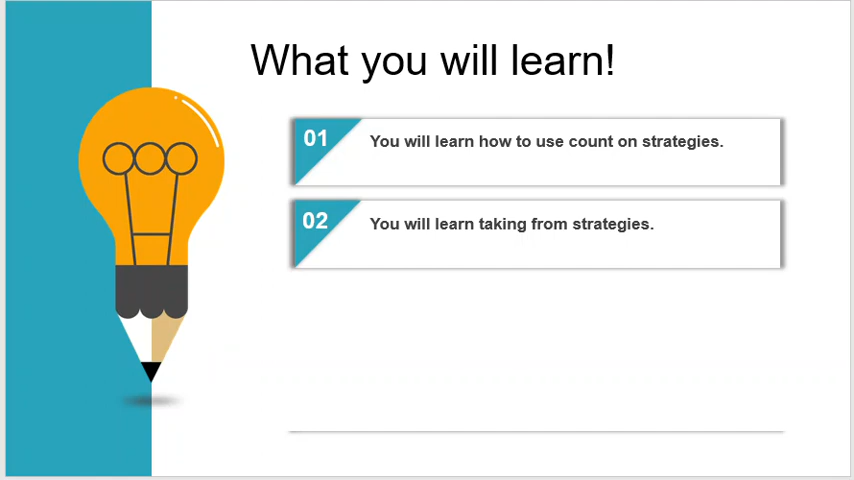 What you will learn!
01
You will learn how to use count on strategies.
02
You will learn taking from strategies.